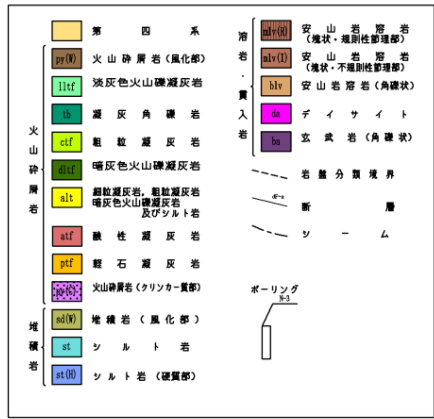 第四系
火山砕屑岩
py(W) 火山砕屑岩(風化部)
lltf 淡灰色火山礫凝灰岩
tb 凝灰角礫岩
ctf 粗粒凝灰岩
dltf 暗灰色火山礫凝灰岩
alt 細粒凝灰岩, 粗粒凝灰岩
暗灰色火山礫凝灰岩
及びシルト岩
atf 酸性凝灰岩
ptf 軽石凝灰岩
火山砕屑岩(クリンカー質部)
堆積岩
sd(W) 堆積岩(風化部)
st シルト岩
st(H) シルト岩(硬質部)
溶岩・貫入岩
mlv(R) 安山岩溶岩
(塊状・規則性節理部)
mlv(I) 安山岩溶岩
(塊状・不規則性節理部)
blv 安山岩溶岩(角礫状)
da デイサイト
ba 玄武岩(角礫状)
岩盤分類境界
断層
シーム
ボーリング
N-3